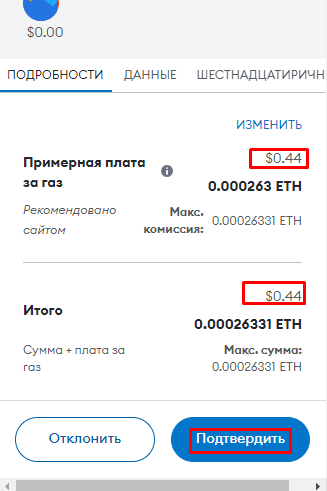 $0.00
ПОДРОБНОСТИ ДАННЫЕ ШЕСТНАДЦАТИРИЧН
ИЗМЕНИТЬ
Примерная плата за газ $0.44
0.000263 ETH
Рекомендовано сайтом Макс. комиссия: 0.00026331 ETH
$0.44
Итого 0.00026331 ETH
Сумма + плата за газ Макс. сумма: 0.00026331 ETH
Отклонить Подтвердить